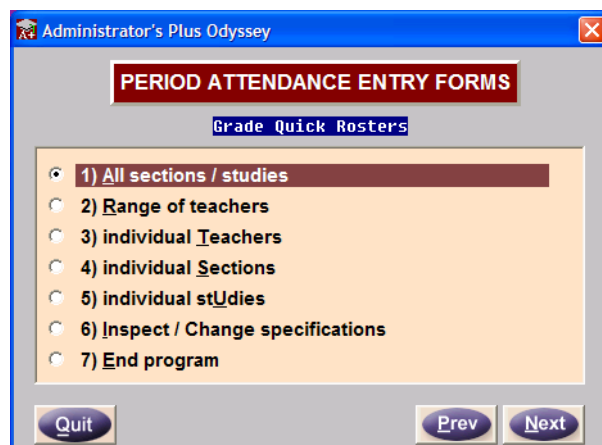 Administrator's Plus Odyssey
PERIOD ATTENDANCE ENTRY FORMS
Grade Quick Rosters
1) All sections / studies
2) Range of teachers
3) individual Teachers
4) individual Sections
5) individual stUdies
6) Inspect / Change specifications
7) End program
Quit Prev Next